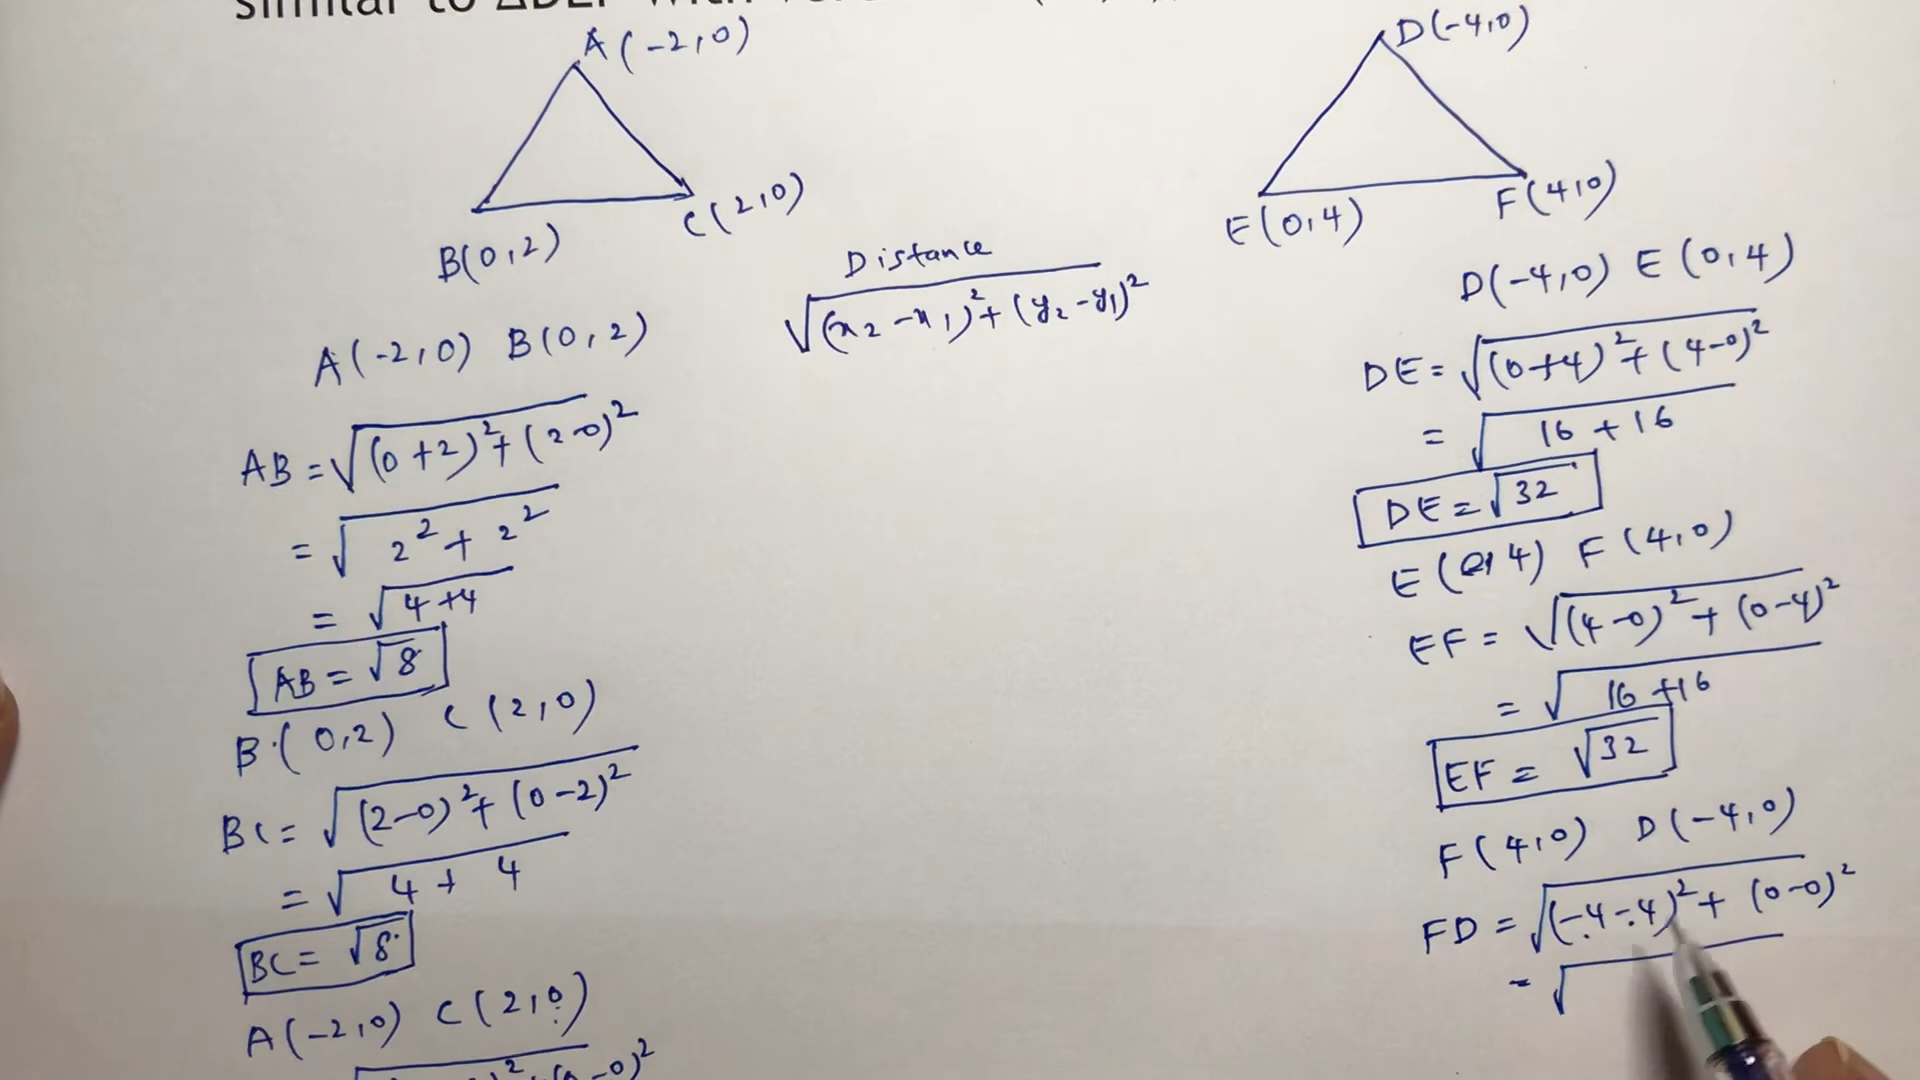 similar to ΔDEF with
A(-2,0)
B(0,2)
C(2,0)
A(-2,0) B(0,2)
AB = √(0+2)²+(2-0)²
= √2²+2²
= √4+4
AB = √8
B(0,2) C(2,0)
BC = √(2-0)²+(0-2)²
= √4+4
BC = √8
A(-2,0) C(2,0)
Distance
√(x₂-x₁)²+(y₂-y₁)²
D(-4,0)
E(0,4)
F(4,0)
D(-4,0) E(0,4)
DE = √(0+4)²+(4-0)²
= √16+16
DE = √32
E(0,4) F(4,0)
EF = √(4-0)²+(0-4)²
= √16+16
EF = √32
F(4,0) D(-4,0)
FD = √(-4-4)²+(0-0)²
= √